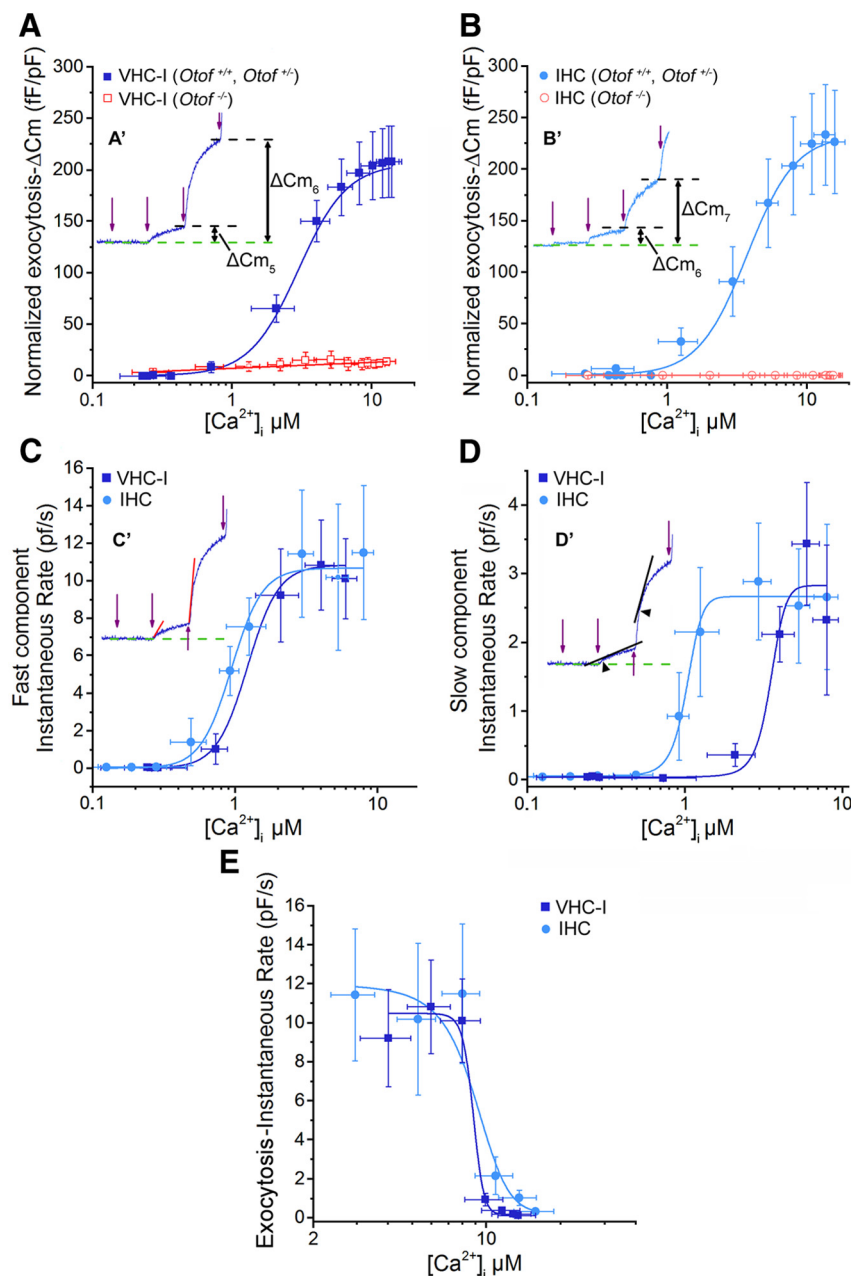 A
VHC-I (Otof +/+, Otof +/-)
VHC-I (Otof -/-)
A'
ΔCm6
ΔCm5
Normalized exocytosis-ΔCm (fF/pF)
300
250
200
150
100
50
0
0.1
1
10
[Ca2+]i µM
B
IHC (Otof +/+, Otof +/-)
IHC (Otof -/-)
B'
ΔCm7
ΔCm6
Normalized exocytosis-ΔCm (fF/pF)
300
250
200
150
100
50
0
0.1
1
10
[Ca2+]i µM
C
VHC-I
IHC
C'
Fast component
Instantaneous Rate (pf/s)
16
14
12
10
8
6
4
2
0
0.1
1
10
[Ca2+]i µM
D
VHC-I
IHC
D'
Slow component
Instantaneous Rate (pf/s)
4
3
2
1
0
0.1
1
10
[Ca2+]i µM
E
VHC-I
IHC
Exocytosis-Instantaneous Rate (pF/s)
16
14
12
10
8
6
4
2
0
2
10
[Ca2+]i µM